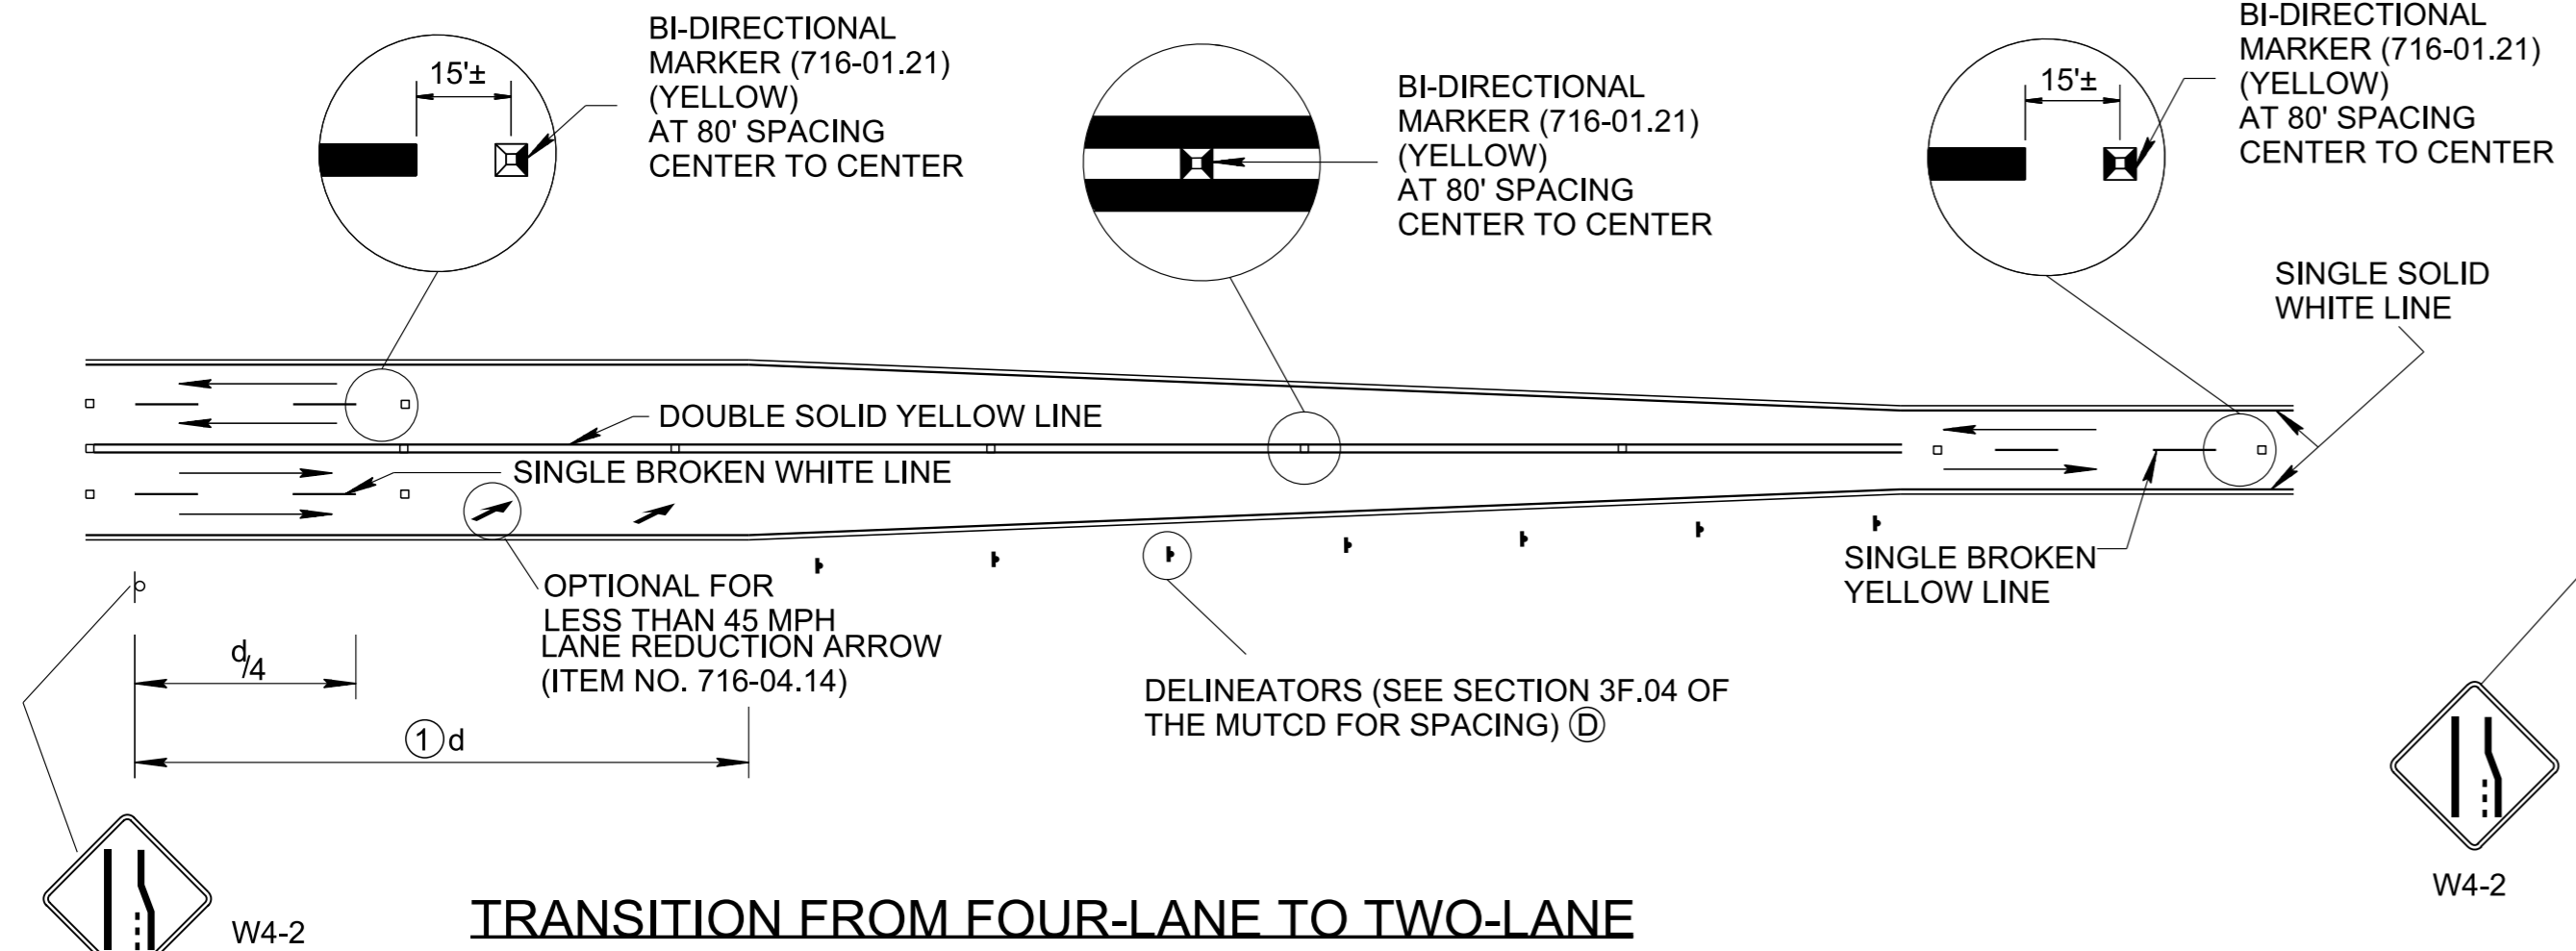 BI-DIRECTIONAL
MARKER (716-01.21)
(YELLOW)
AT 80' SPACING
CENTER TO CENTER
15'±
BI-DIRECTIONAL
MARKER (716-01.21)
(YELLOW)
AT 80' SPACING
CENTER TO CENTER
15'±
BI-DIRECTIONAL
MARKER (716-01.21)
(YELLOW)
AT 80' SPACING
CENTER TO CENTER
SINGLE SOLID
WHITE LINE
DOUBLE SOLID YELLOW LINE
SINGLE BROKEN WHITE LINE
OPTIONAL FOR
LESS THAN 45 MPH
LANE REDUCTION ARROW
(ITEM NO. 716-04.14)
SINGLE BROKEN
YELLOW LINE
d/4
1 d
DELINEATORS (SEE SECTION 3F.04 OF
THE MUTCD FOR SPACING) D
W4-2
W4-2
TRANSITION FROM FOUR-LANE TO TWO-LANE